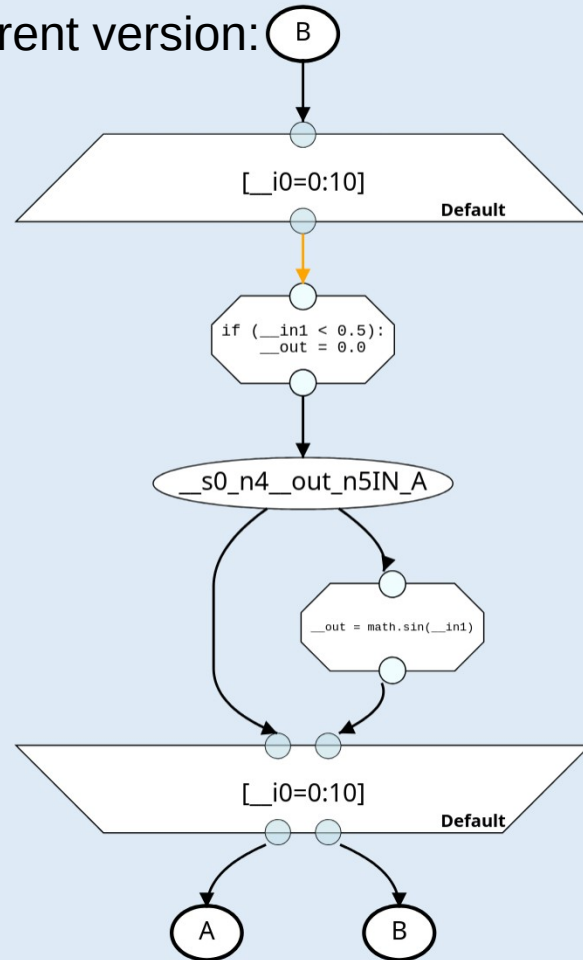 rent version:
B
[__i0=0:10]
Default
if (__in1 < 0.5):
    __out = 0.0
__s0_n4__out_n5IN_A
__out = math.sin(__in1)
[__i0=0:10]
Default
A
B